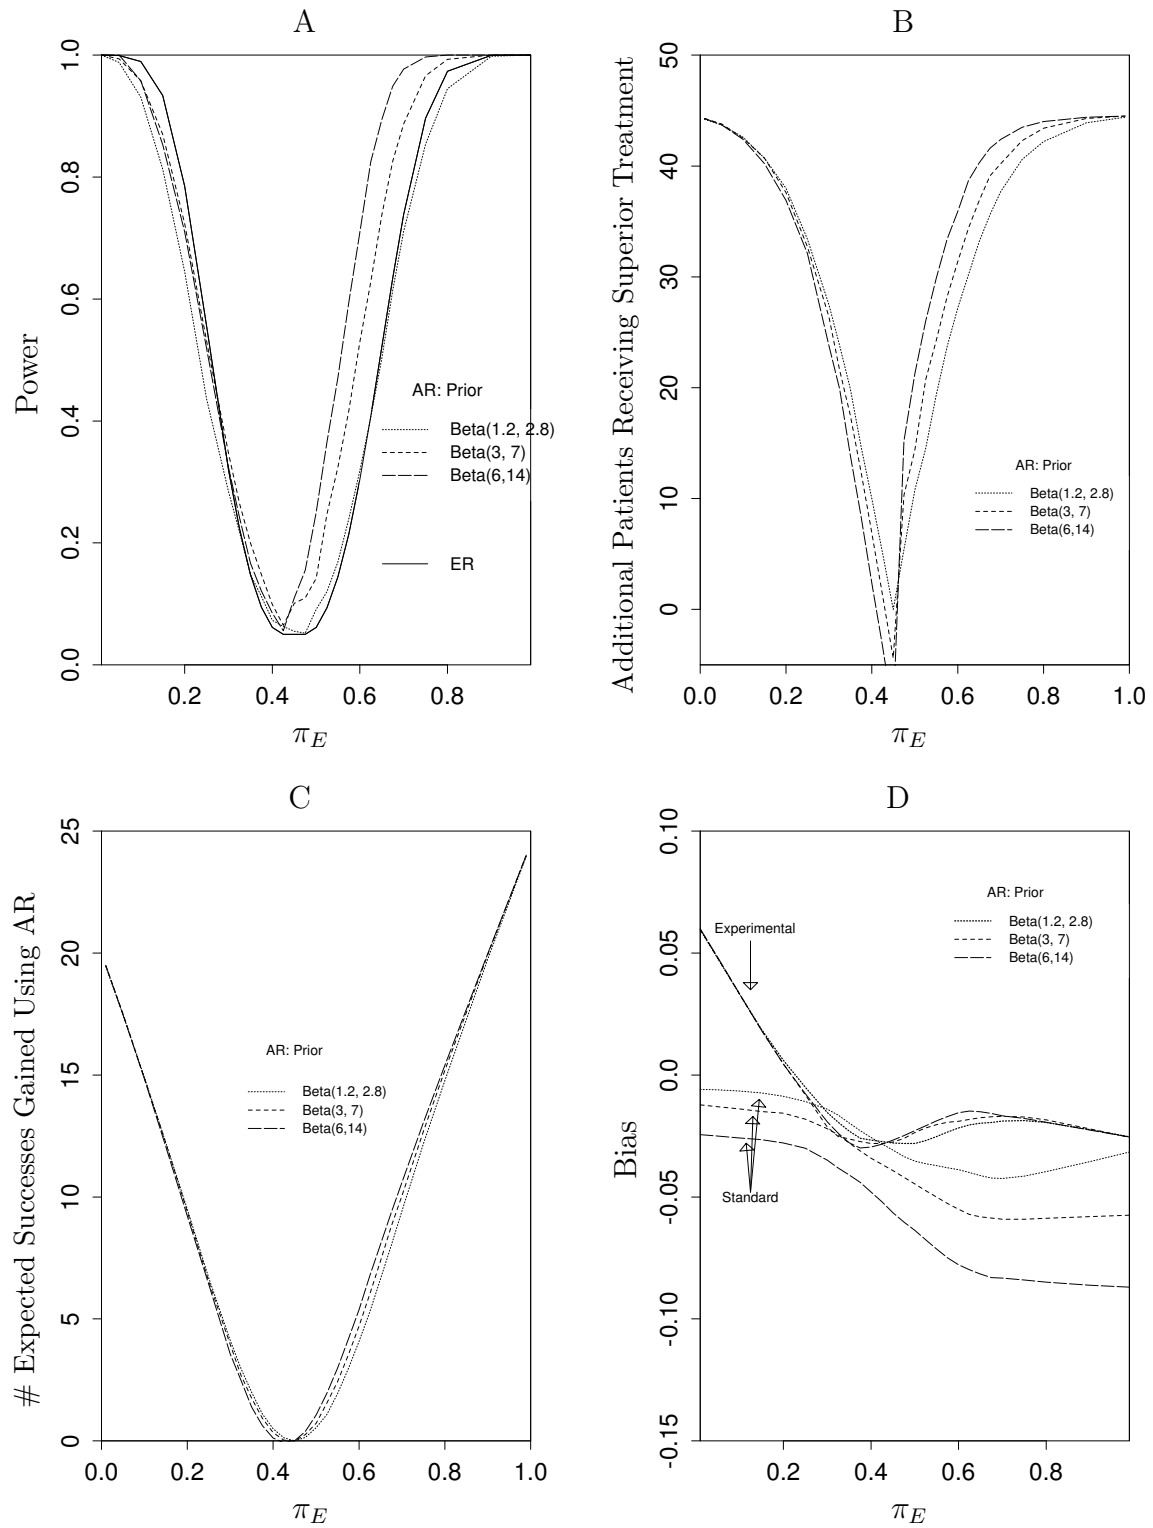 A
Power
1.0
0.8
0.6
0.4
0.2
0.0
AR: Prior
Beta(1.2, 2.8)
Beta(3, 7)
Beta(6,14)
ER
0.2 0.4 0.6 0.8
π_E
B
Additional Patients Receiving Superior Treatment
50
40
30
20
10
0
AR: Prior
Beta(1.2, 2.8)
Beta(3, 7)
Beta(6,14)
0.0 0.2 0.4 0.6 0.8 1.0
π_E
C
# Expected Successes Gained Using AR
25
20
15
10
5
0
AR: Prior
Beta(1.2, 2.8)
Beta(3, 7)
Beta(6,14)
0.0 0.2 0.4 0.6 0.8 1.0
π_E
D
Bias
0.10
0.05
0.0
-0.05
-0.10
-0.15
AR: Prior
Beta(1.2, 2.8)
Beta(3, 7)
Beta(6,14)
Experimental
Standard
0.2 0.4 0.6 0.8
π_E